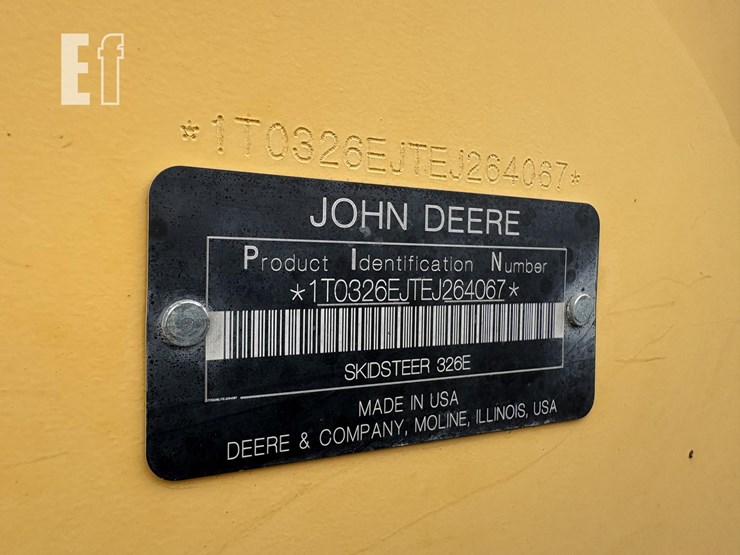 Ef
*1T0326EJTEJ264067*
JOHN DEERE
Product Identification Number
*1T0326EJTEJ264067*
SKIDSTEER 326E
MADE IN USA
DEERE & COMPANY, MOLINE, ILLINOIS, USA